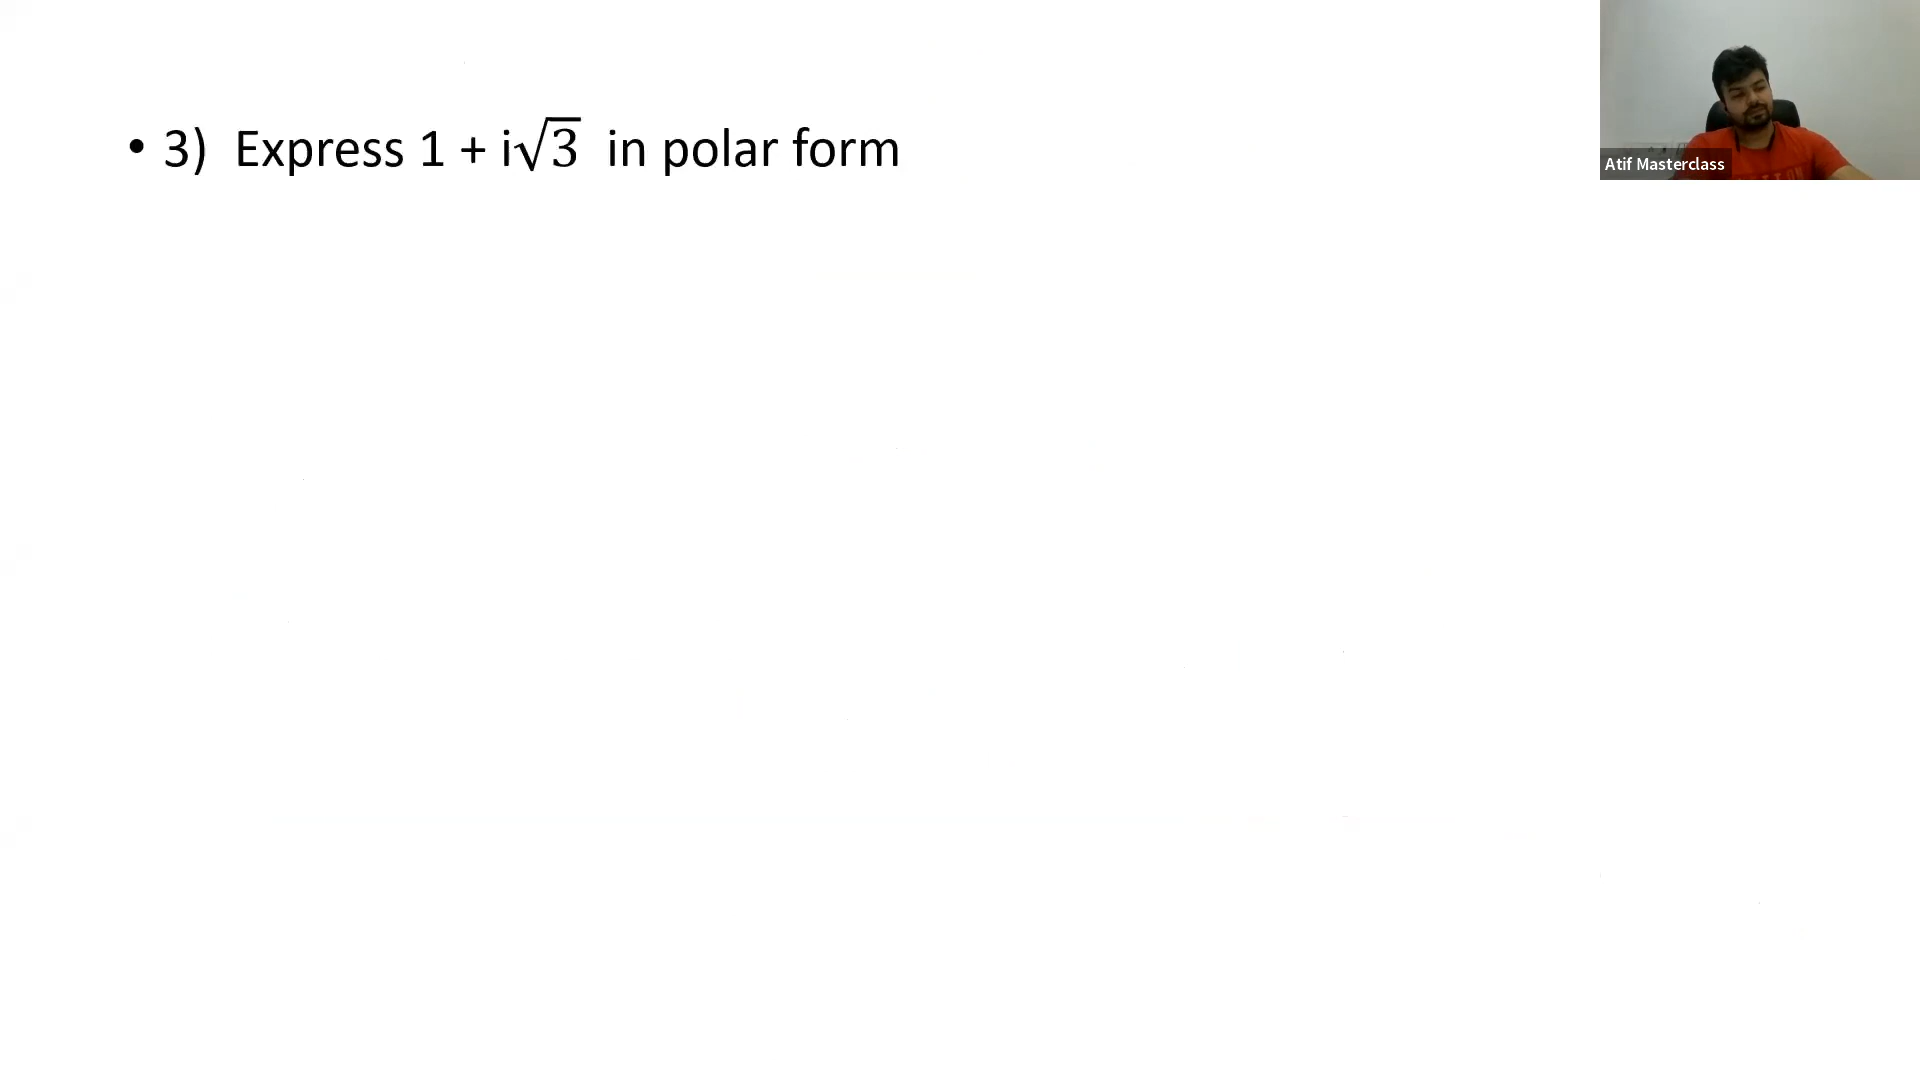 • 3) Express 1 + i√3 in polar form
Atif Masterclass